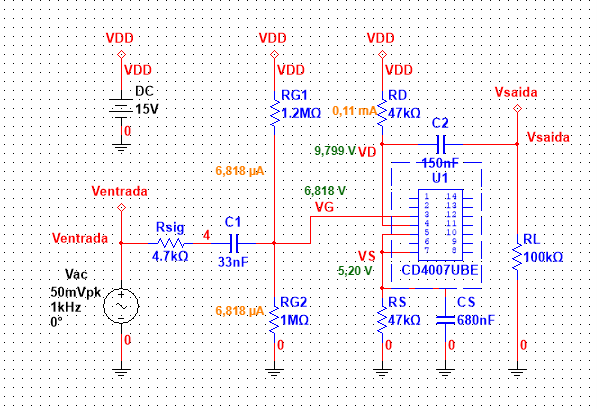 VDD VDD VDD
VDD VDD VDD
DC
15V
0
RG1
1.2MΩ
0,11 mA
RD
47kΩ
Vsaida
Vsaida
C2
150nF
9,799 V VD
6,818 µA
6,818 V
VG
U1
1 14
2 13
3 12
4 11
5 10
6 9
7 8
CD4007UBE
Ventrada
Ventrada
Rsig
4.7kΩ
4
C1
33nF
VS
5,20 V
RL
100kΩ
Vac
50mVpk
1kHz
0°
0
6,818 µA
RG2
1MΩ
0
RS
47kΩ
0
CS
680nF
0
0